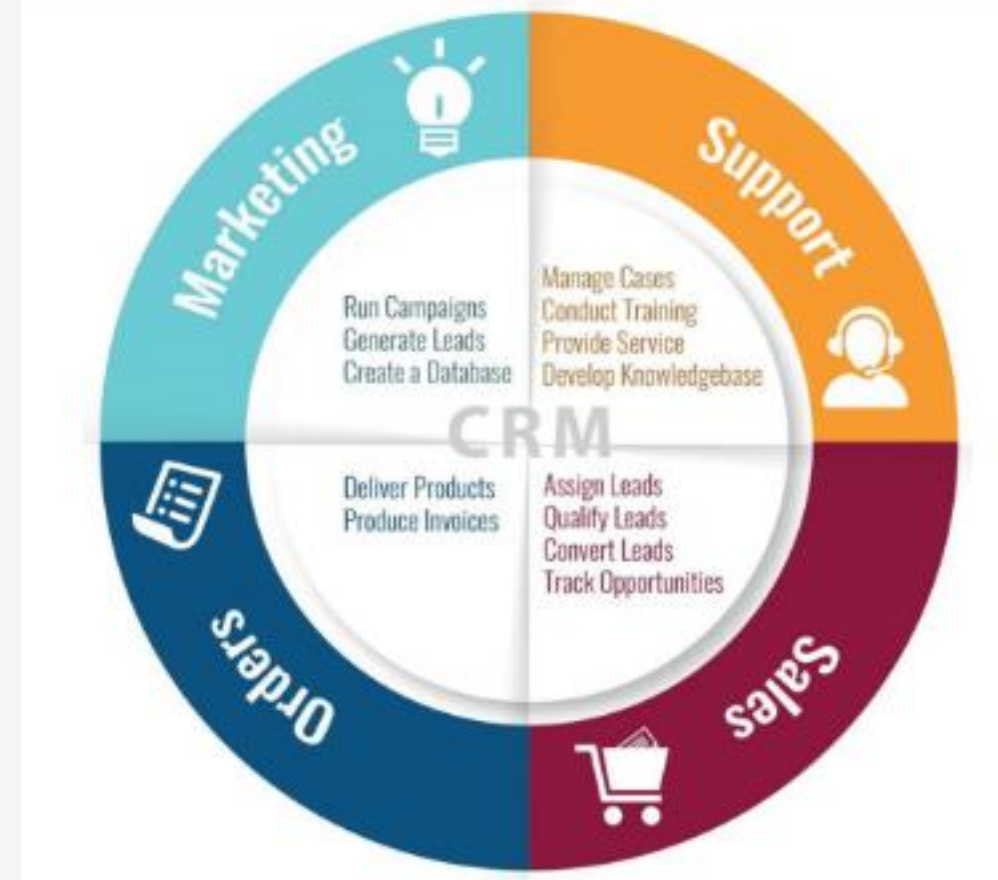 Marketing
Support
Run Campaigns
Generate Leads
Create a Database
Manage Cases
Conduct Training
Provide Service
Develop Knowledgebase
CRM
Deliver Products
Produce Invoices
Assign Leads
Qualify Leads
Convert Leads
Track Opportunities
Orders
Sales